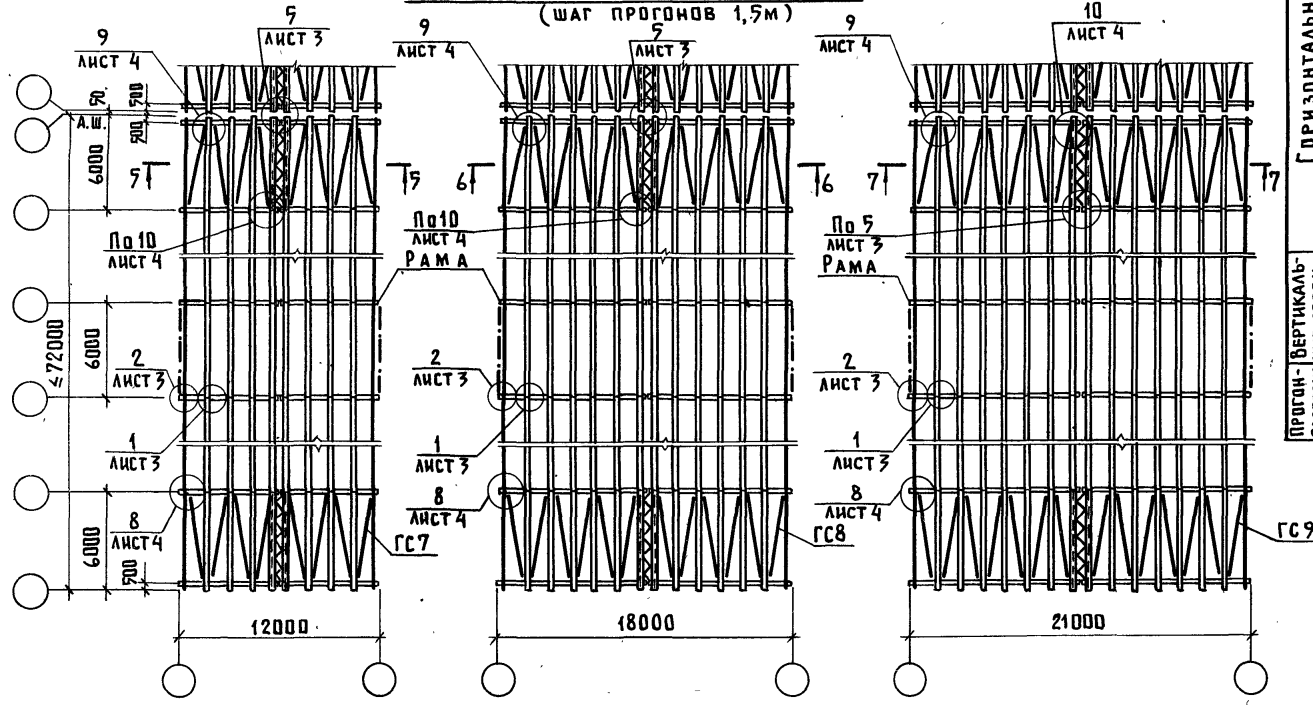 (ШАГ ПРОГОНОВ 1,5М)
9
ЛИСТ 4
5
ЛИСТ 3
9
ЛИСТ 4
5
ЛИСТ 3
9
ЛИСТ 4
10
ЛИСТ 4
50
500
А.Ш.
500
6000
5
5
6
6
7
7
По 10
ЛИСТ 4
По 10
ЛИСТ 4
По 5
ЛИСТ 3
РАМА
РАМА
≤72000
6000
2
ЛИСТ 3
2
ЛИСТ 3
2
ЛИСТ 3
1
ЛИСТ 3
1
ЛИСТ 3
1
ЛИСТ 3
8
ЛИСТ 4
8
ЛИСТ 4
8
ЛИСТ 4
6000
500
ГС7
ГС8
ГС9
12000
18000
21000
ПРОГОН-
ВЕРТИКАЛЬ-